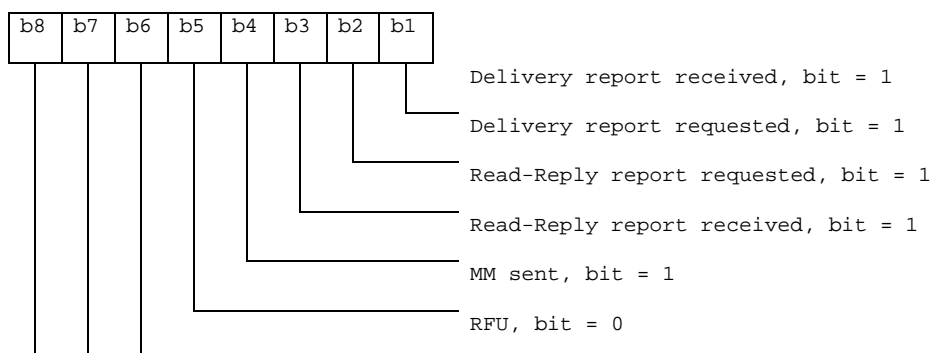 b8 b7 b6 b5 b4 b3 b2 b1
Delivery report received, bit = 1
Delivery report requested, bit = 1
Read-Reply report requested, bit = 1
Read-Reply report received, bit = 1
MM sent, bit = 1
RFU, bit = 0